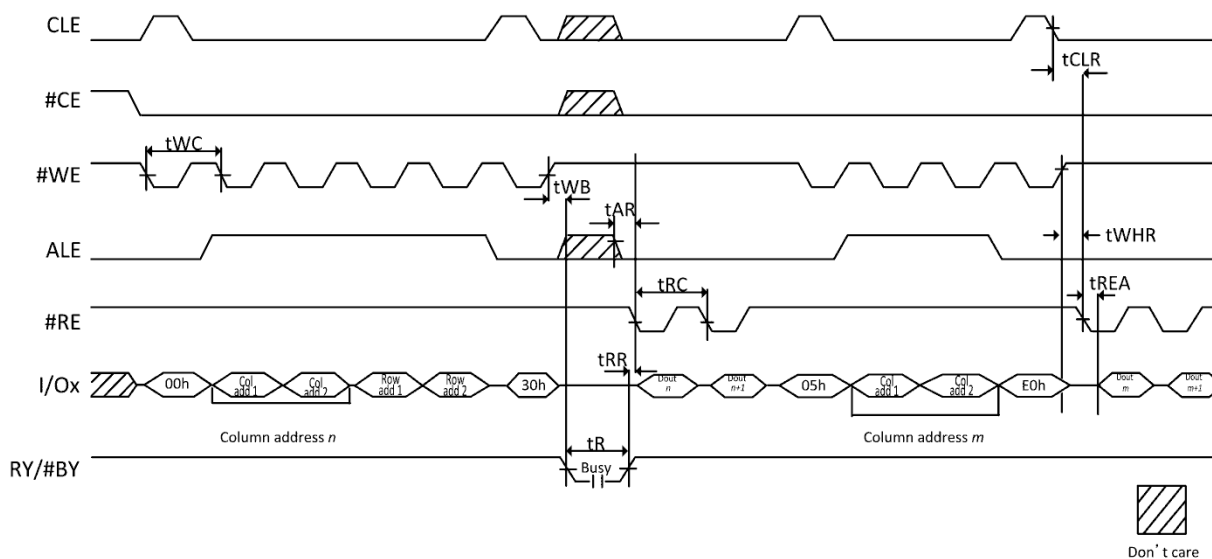 CLE
tCLR
#CE
tWC
#WE
tWB
tAR
ALE
tWHR
tRC
tREA
#RE
tRR
I/Ox
00h
Col
add 1
Col
add 2
Row
add 1
Row
add 2
30h
Dout
n
Dout
n+1
05h
Col
add 1
Col
add 2
E0h
Dout
m
Dout
m+1
Column address n
Column address m
tR
RY/#BY
Busy
Don't care